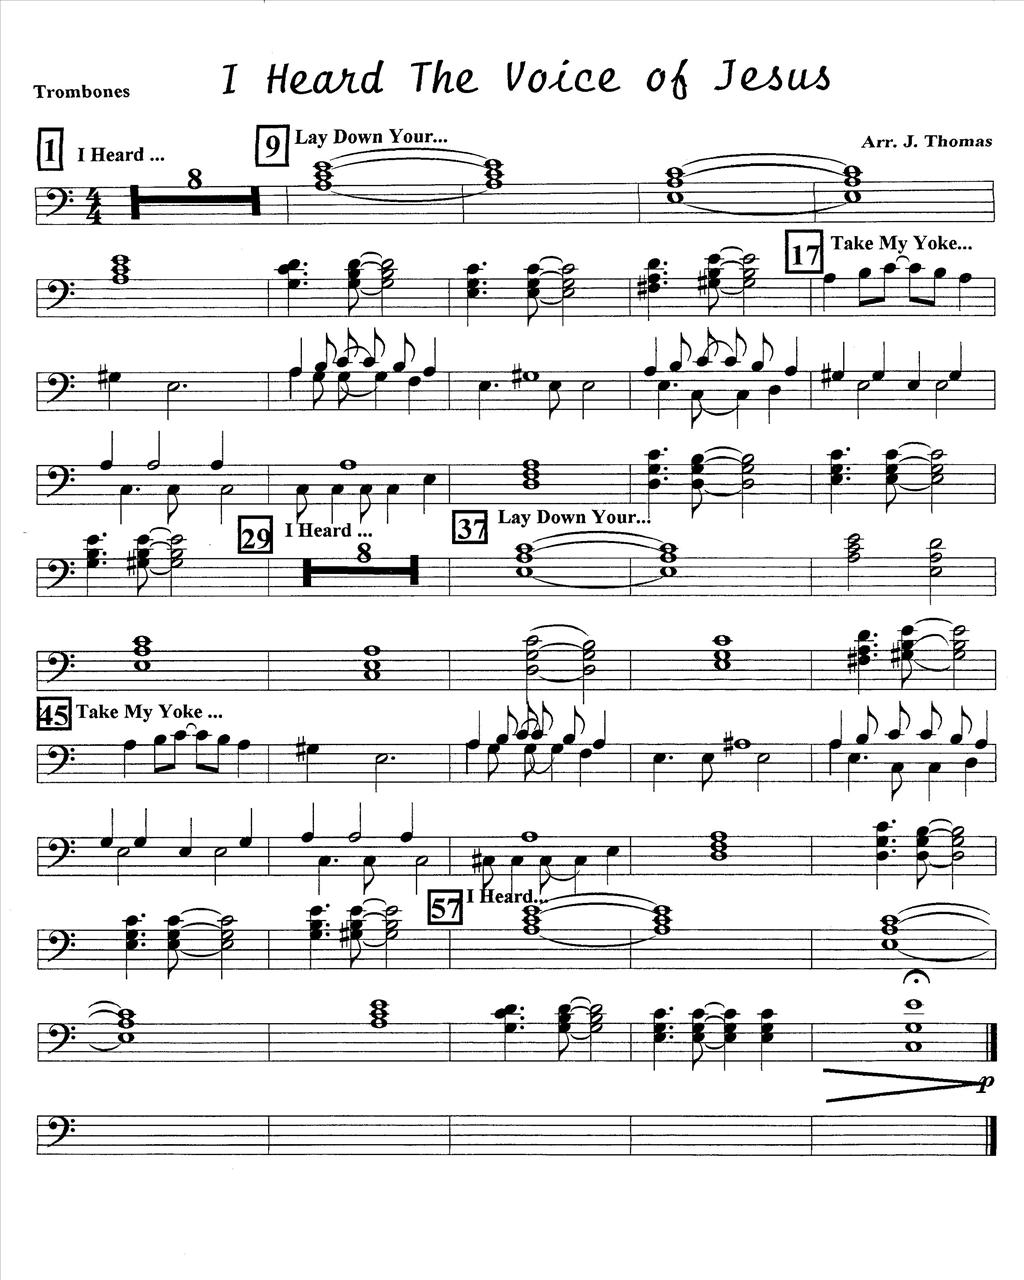 I Heard The Voice of Jesus
Trombones
Arr. J. Thomas
1 I Heard ...
8
9 Lay Down Your...
4
4
17 Take My Yoke...
29 I Heard ...
8
37 Lay Down Your...
45 Take My Yoke ...
57 I Heard...
p